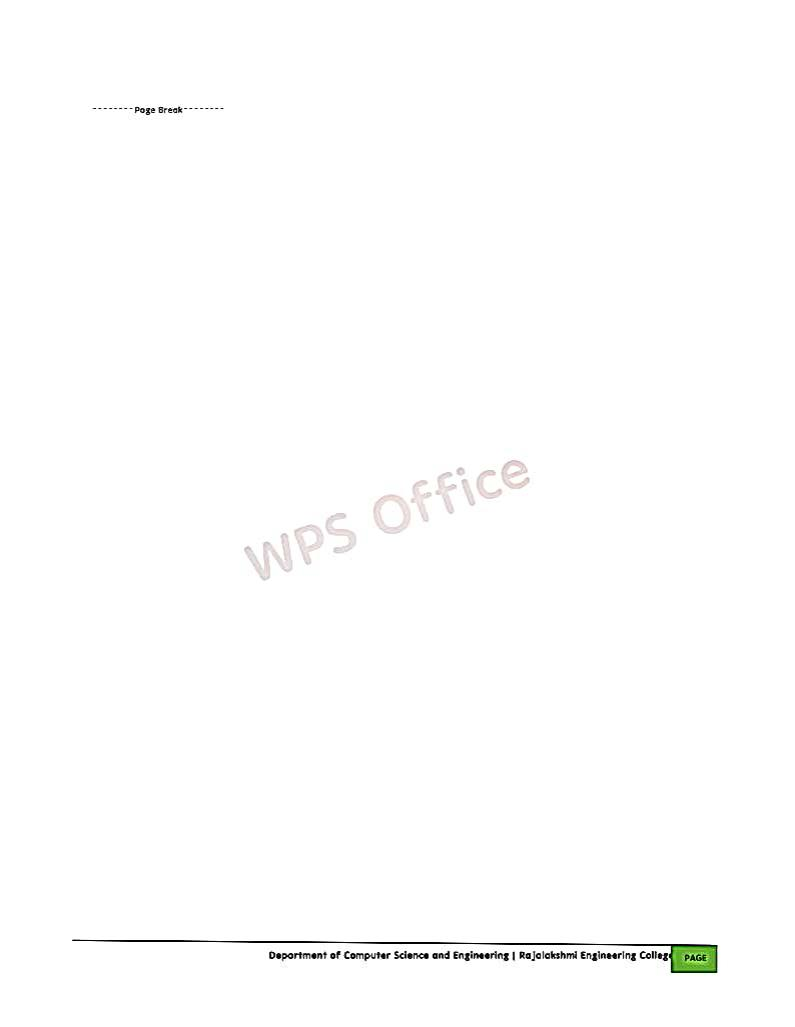 --------Page Break--------
WPS Office
Department of Computer Science and Engineering | Rajalakshmi Engineering College
PAGE